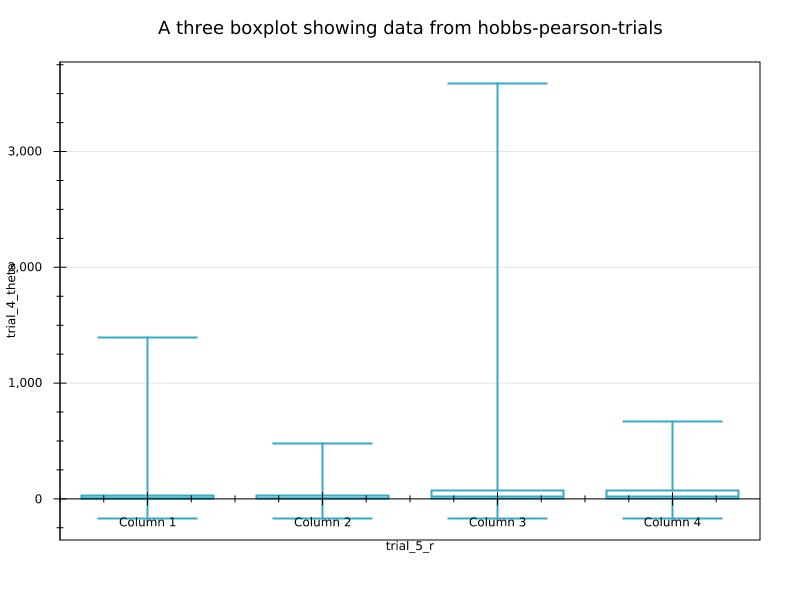 A three boxplot showing data from hobbs-pearson-trials
3,000
2,000
trial_4_theta
1,000
0
Column 1
Column 2
Column 3
Column 4
trial_5_r